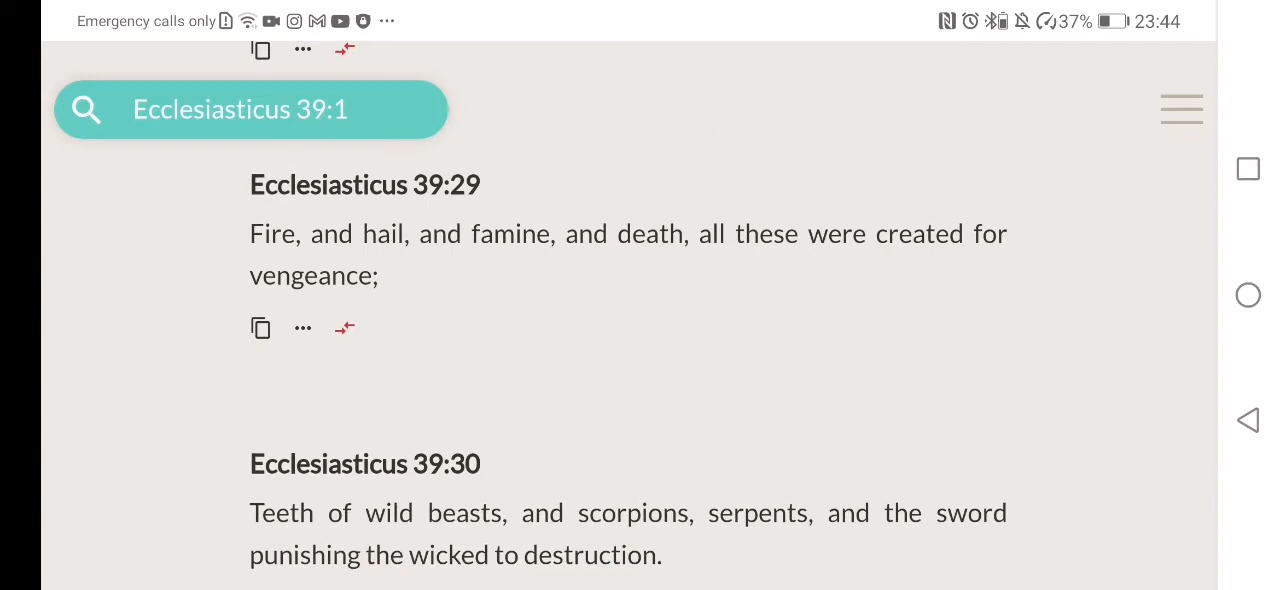 Emergency calls only 37% 23:44
Ecclesiasticus 39:1
Ecclesiasticus 39:29
Fire, and hail, and famine, and death, all these were created for
vengeance;
Ecclesiasticus 39:30
Teeth of wild beasts, and scorpions, serpents, and the sword
punishing the wicked to destruction.